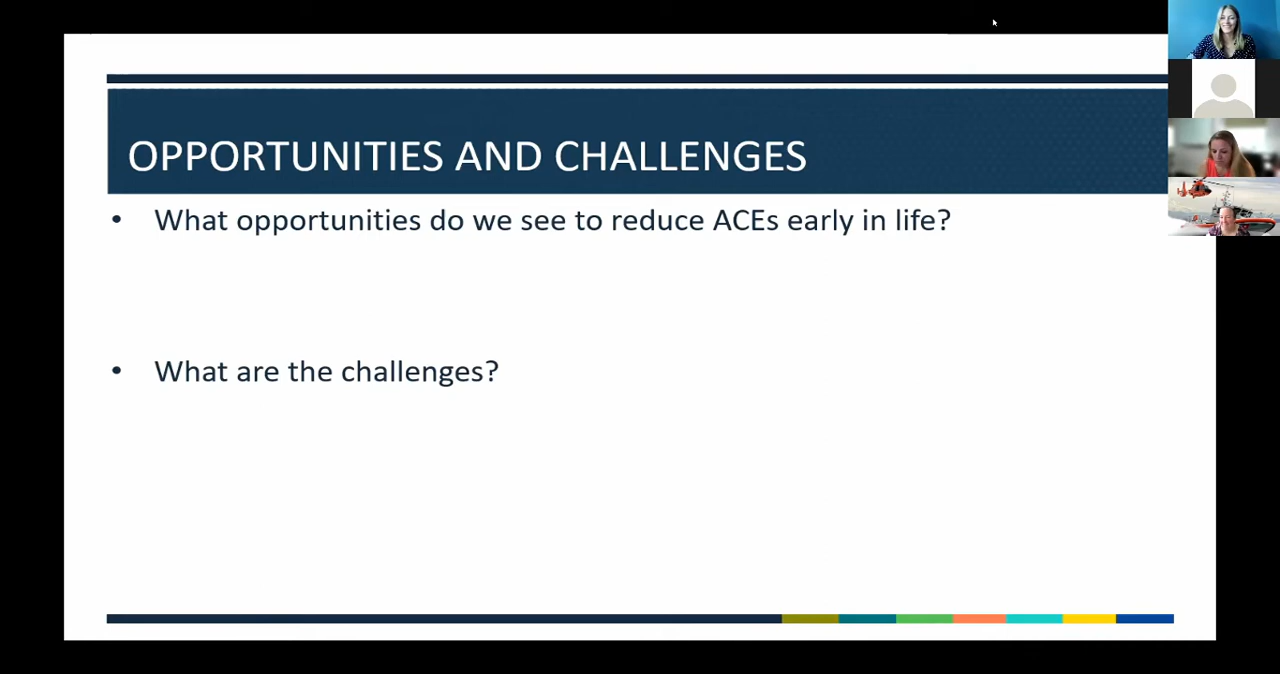 OPPORTUNITIES AND CHALLENGES
• What opportunities do we see to reduce ACEs early in life?
• What are the challenges?